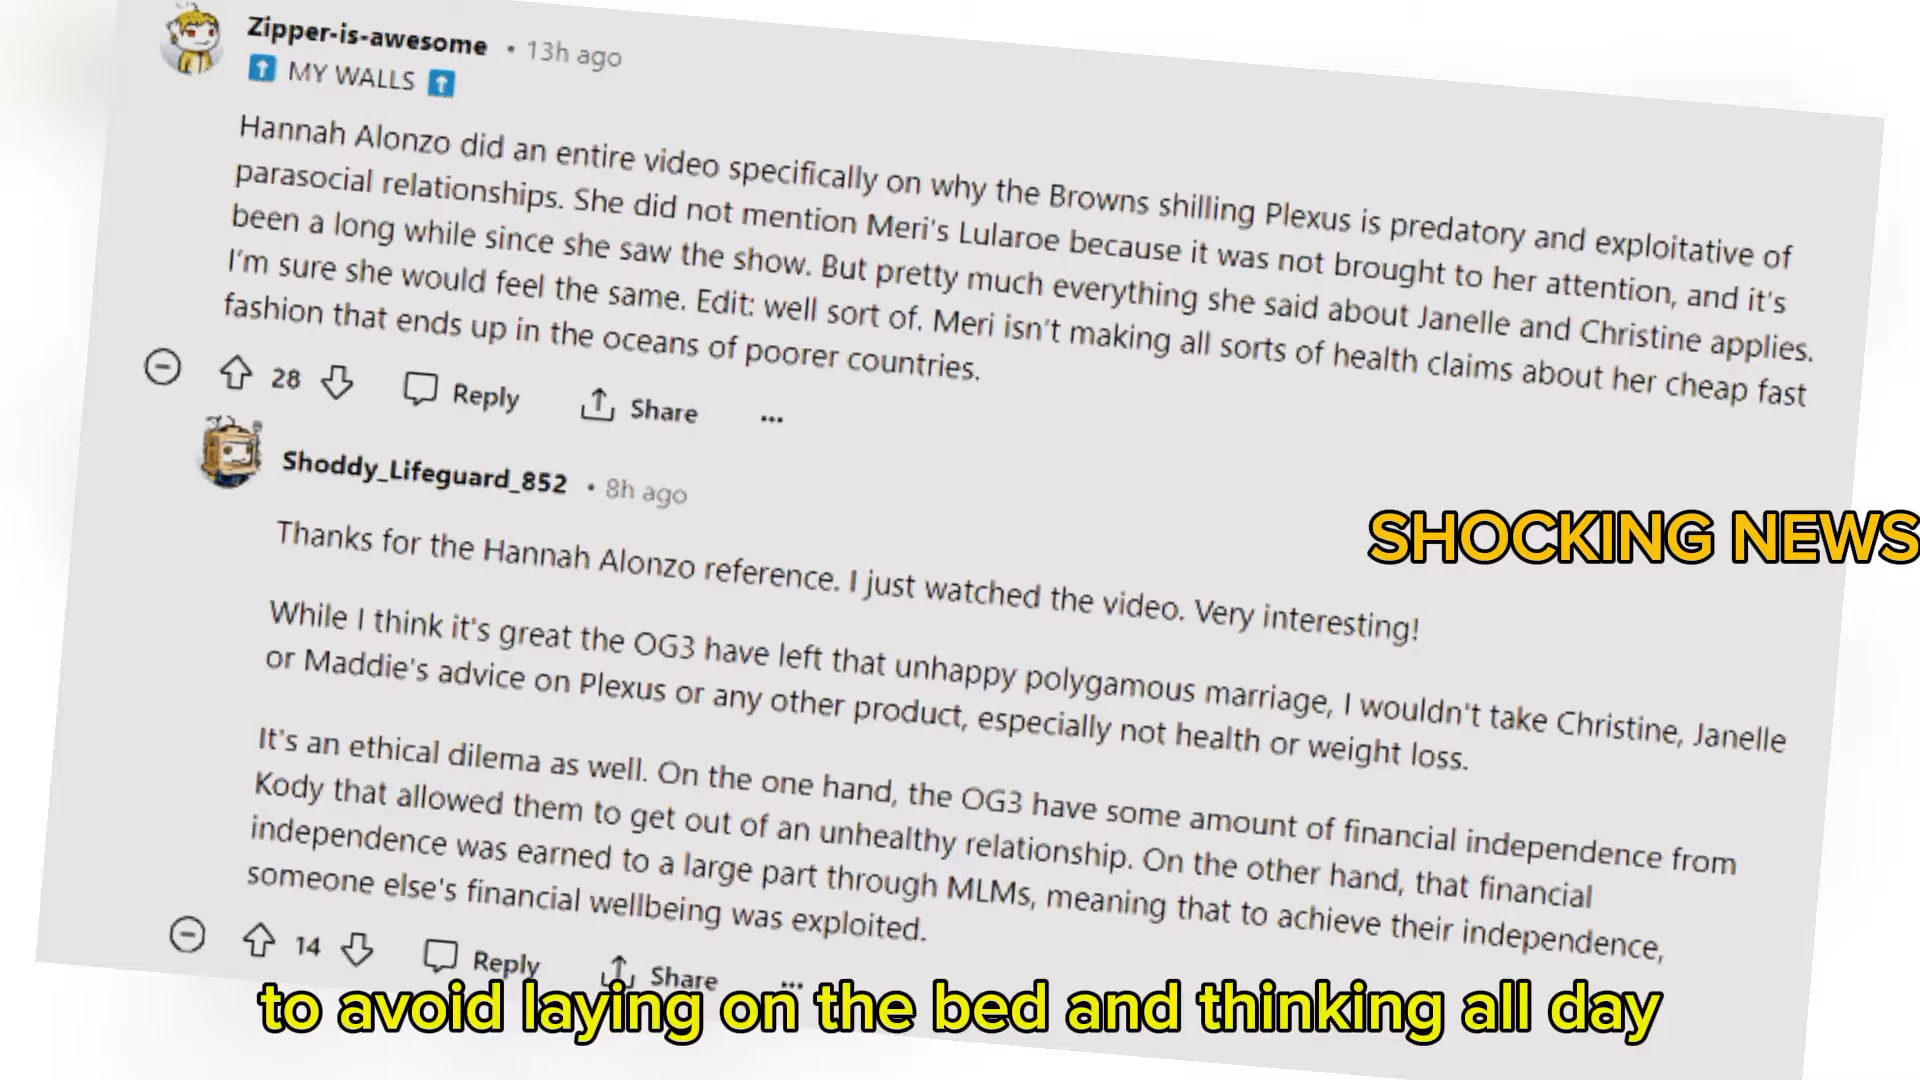 Zipper-is-awesome • 13h ago
MY WALLS
Hannah Alonzo did an entire video specifically on why the Browns shilling Plexus is predatory and exploitative of
parasocial relationships. She did not mention Meri's Lularoe because it was not brought to her attention, and it's
been a long while since she saw the show. But pretty much everything she said about Janelle and Christine applies.
I'm sure she would feel the same. Edit: well sort of. Meri isn't making all sorts of health claims about her cheap fast
fashion that ends up in the oceans of poorer countries.
28 Reply Share ...
Shoddy_Lifeguard_852 • 8h ago
SHOCKING NEWS
Thanks for the Hannah Alonzo reference. I just watched the video. Very interesting!
While I think it's great the OG3 have left that unhappy polygamous marriage, I wouldn't take Christine, Janelle
or Maddie's advice on Plexus or any other product, especially not health or weight loss.
It's an ethical dilema as well. On the one hand, the OG3 have some amount of financial independence from
Kody that allowed them to get out of an unhealthy relationship. On the other hand, that financial
independence was earned to a large part through MLMs, meaning that to achieve their independence,
someone else's financial wellbeing was exploited.
14 Reply Share ...
to avoid laying on the bed and thinking all day